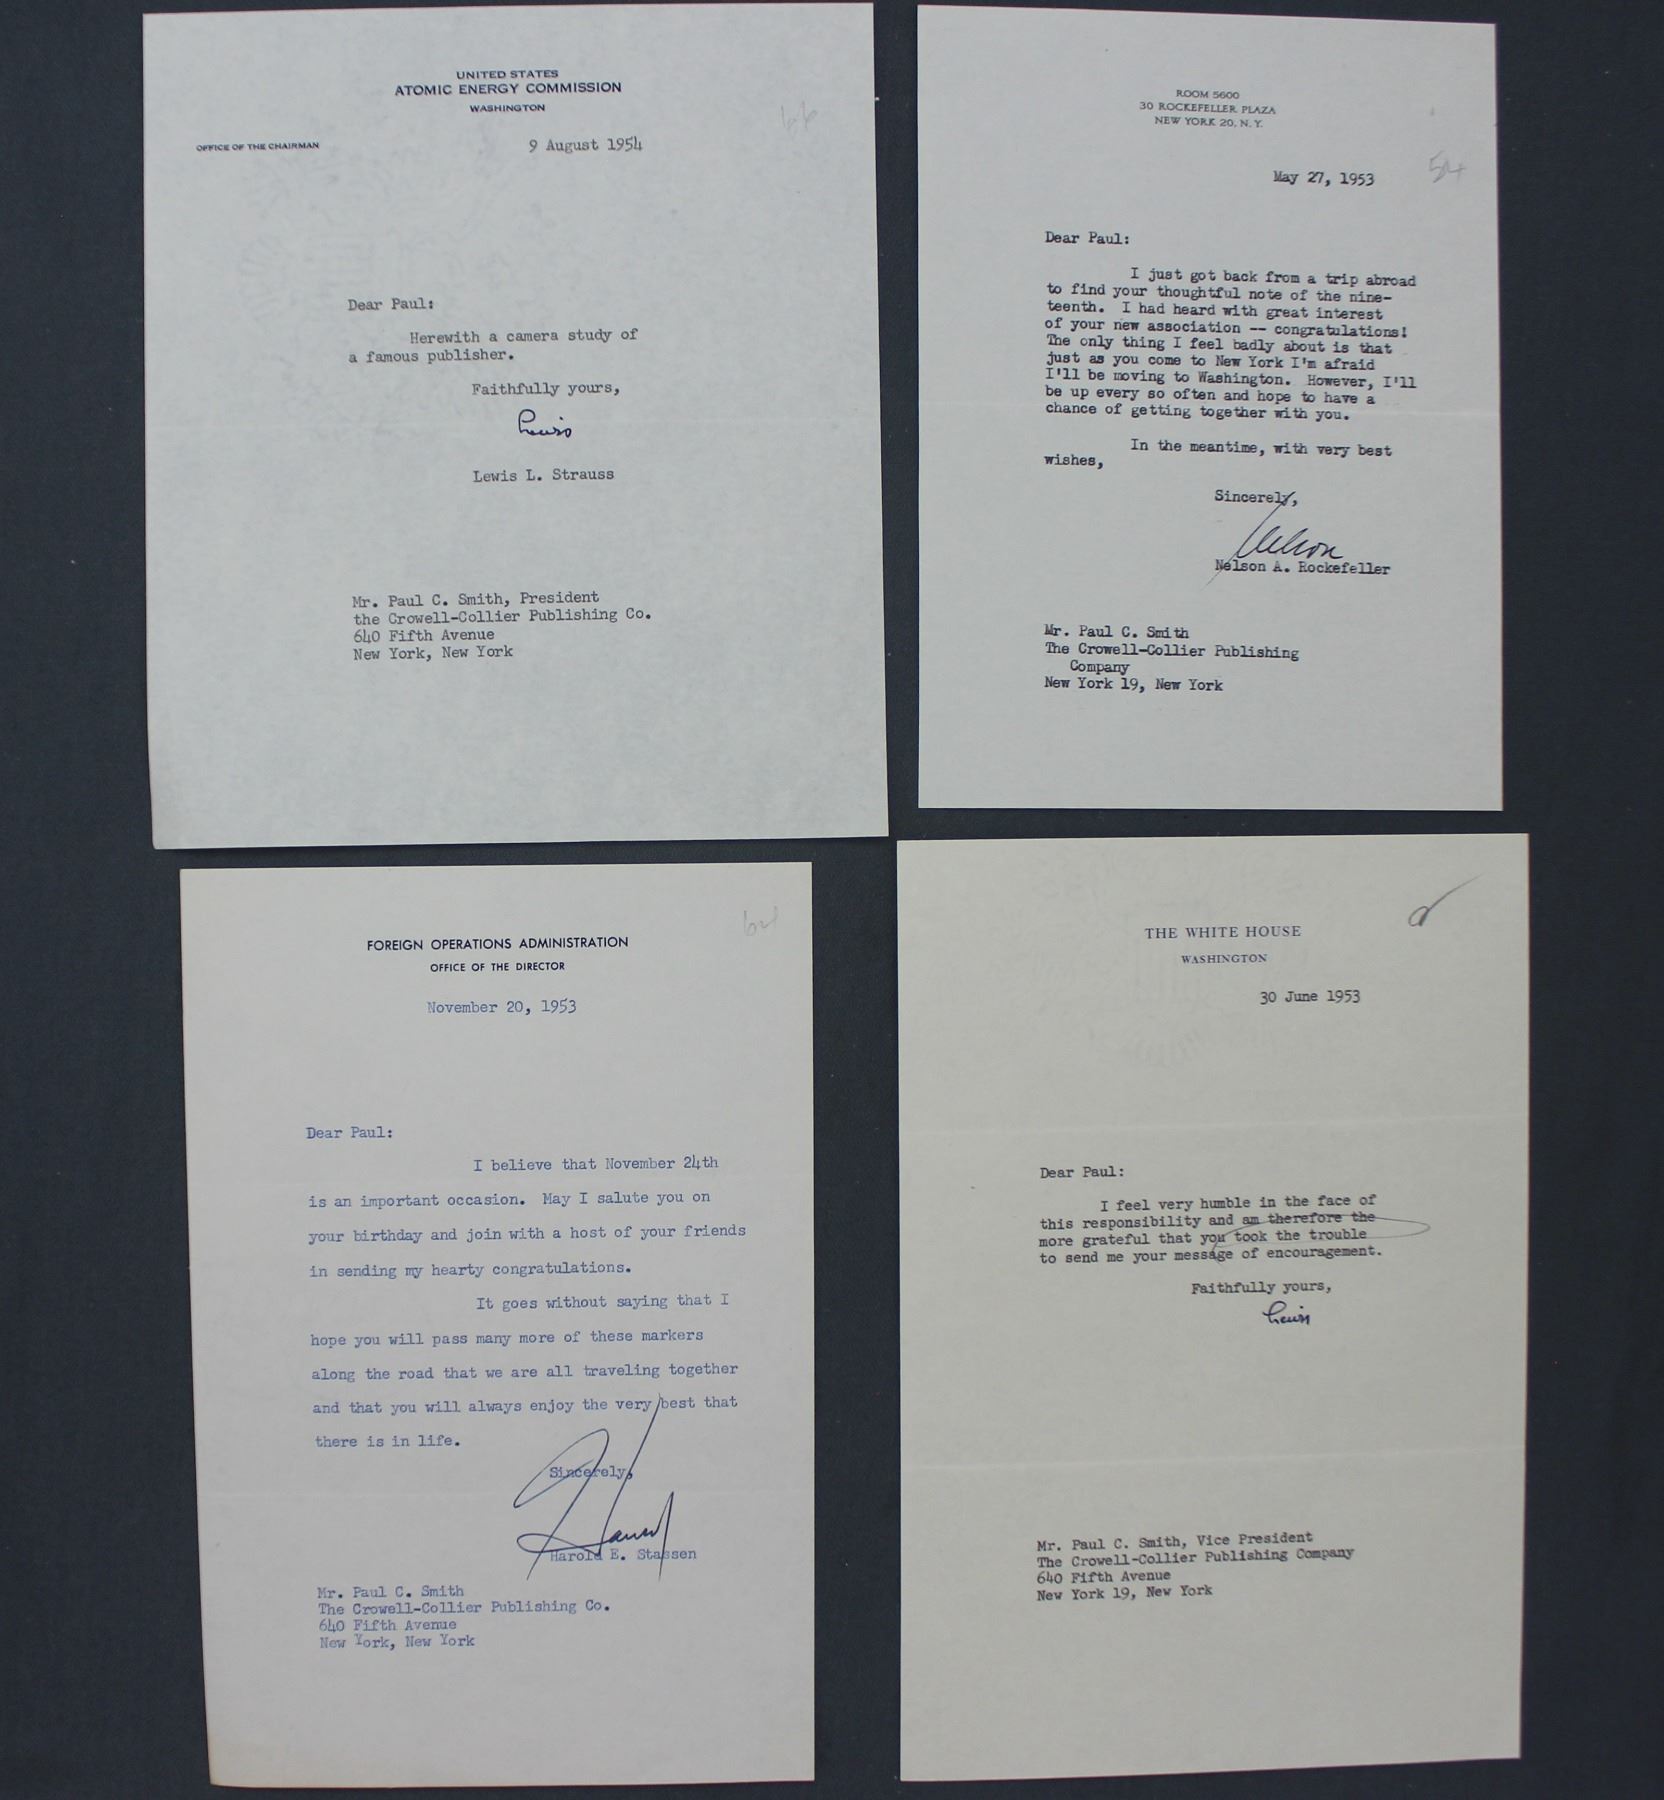 UNITED STATES
ATOMIC ENERGY COMMISSION
WASHINGTON
66
OFFICE OF THE CHAIRMAN
9 August 1954
Dear Paul:
Herewith a camera study of
a famous publisher.
Faithfully yours,
Lewis
Lewis L. Strauss
Mr. Paul C. Smith, President
the Crowell-Collier Publishing Co.
640 Fifth Avenue
New York, New York
ROOM 5600
30 ROCKEFELLER PLAZA
NEW YORK 20, N. Y.
54
May 27, 1953
Dear Paul:
I just got back from a trip abroad
to find your thoughtful note of the nine-
teenth. I had heard with great interest
of your new association -- congratulations!
The only thing I feel badly about is that
just as you come to New York I'm afraid
I'll be moving to Washington. However, I'll
be up every so often and hope to have a
chance of getting together with you.
In the meantime, with very best
wishes,
Sincerely,
Nelson
Nelson A. Rockefeller
Mr. Paul C. Smith
The Crowell-Collier Publishing
Company
New York 19, New York
FOREIGN OPERATIONS ADMINISTRATION
OFFICE OF THE DIRECTOR
November 20, 1953
Dear Paul:
I believe that November 24th
is an important occasion. May I salute you on
your birthday and join with a host of your friends
in sending my hearty congratulations.
It goes without saying that I
hope you will pass many more of these markers
along the road that we are all traveling together
and that you will always enjoy the very best that
there is in life.
Sincerely,
Harold
Harold E. Stassen
Mr. Paul C. Smith
The Crowell-Collier Publishing Co.
640 Fifth Avenue
New York, New York
THE WHITE HOUSE
WASHINGTON
30 June 1953
Dear Paul:
I feel very humble in the face of
this responsibility and am therefore the
more grateful that you took the trouble
to send me your message of encouragement.
Faithfully yours,
Lewis
Mr. Paul C. Smith, Vice President
The Crowell-Collier Publishing Company
640 Fifth Avenue
New York 19, New York